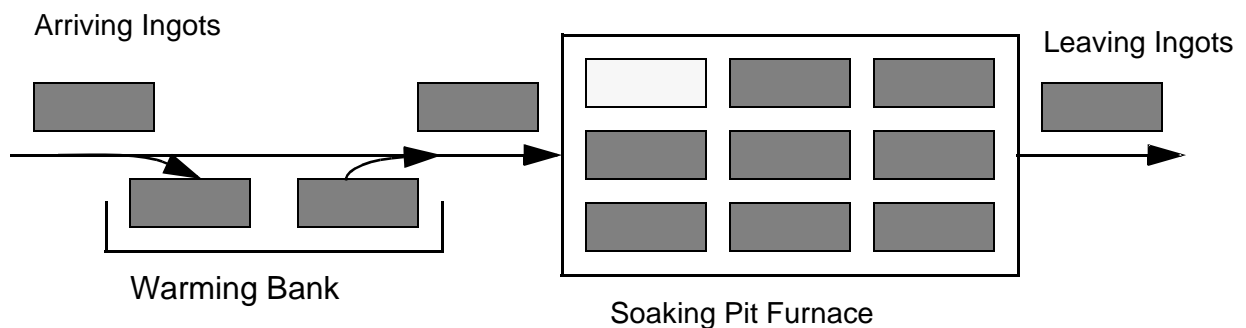 Arriving Ingots
Leaving Ingots
Warming Bank
Soaking Pit Furnace